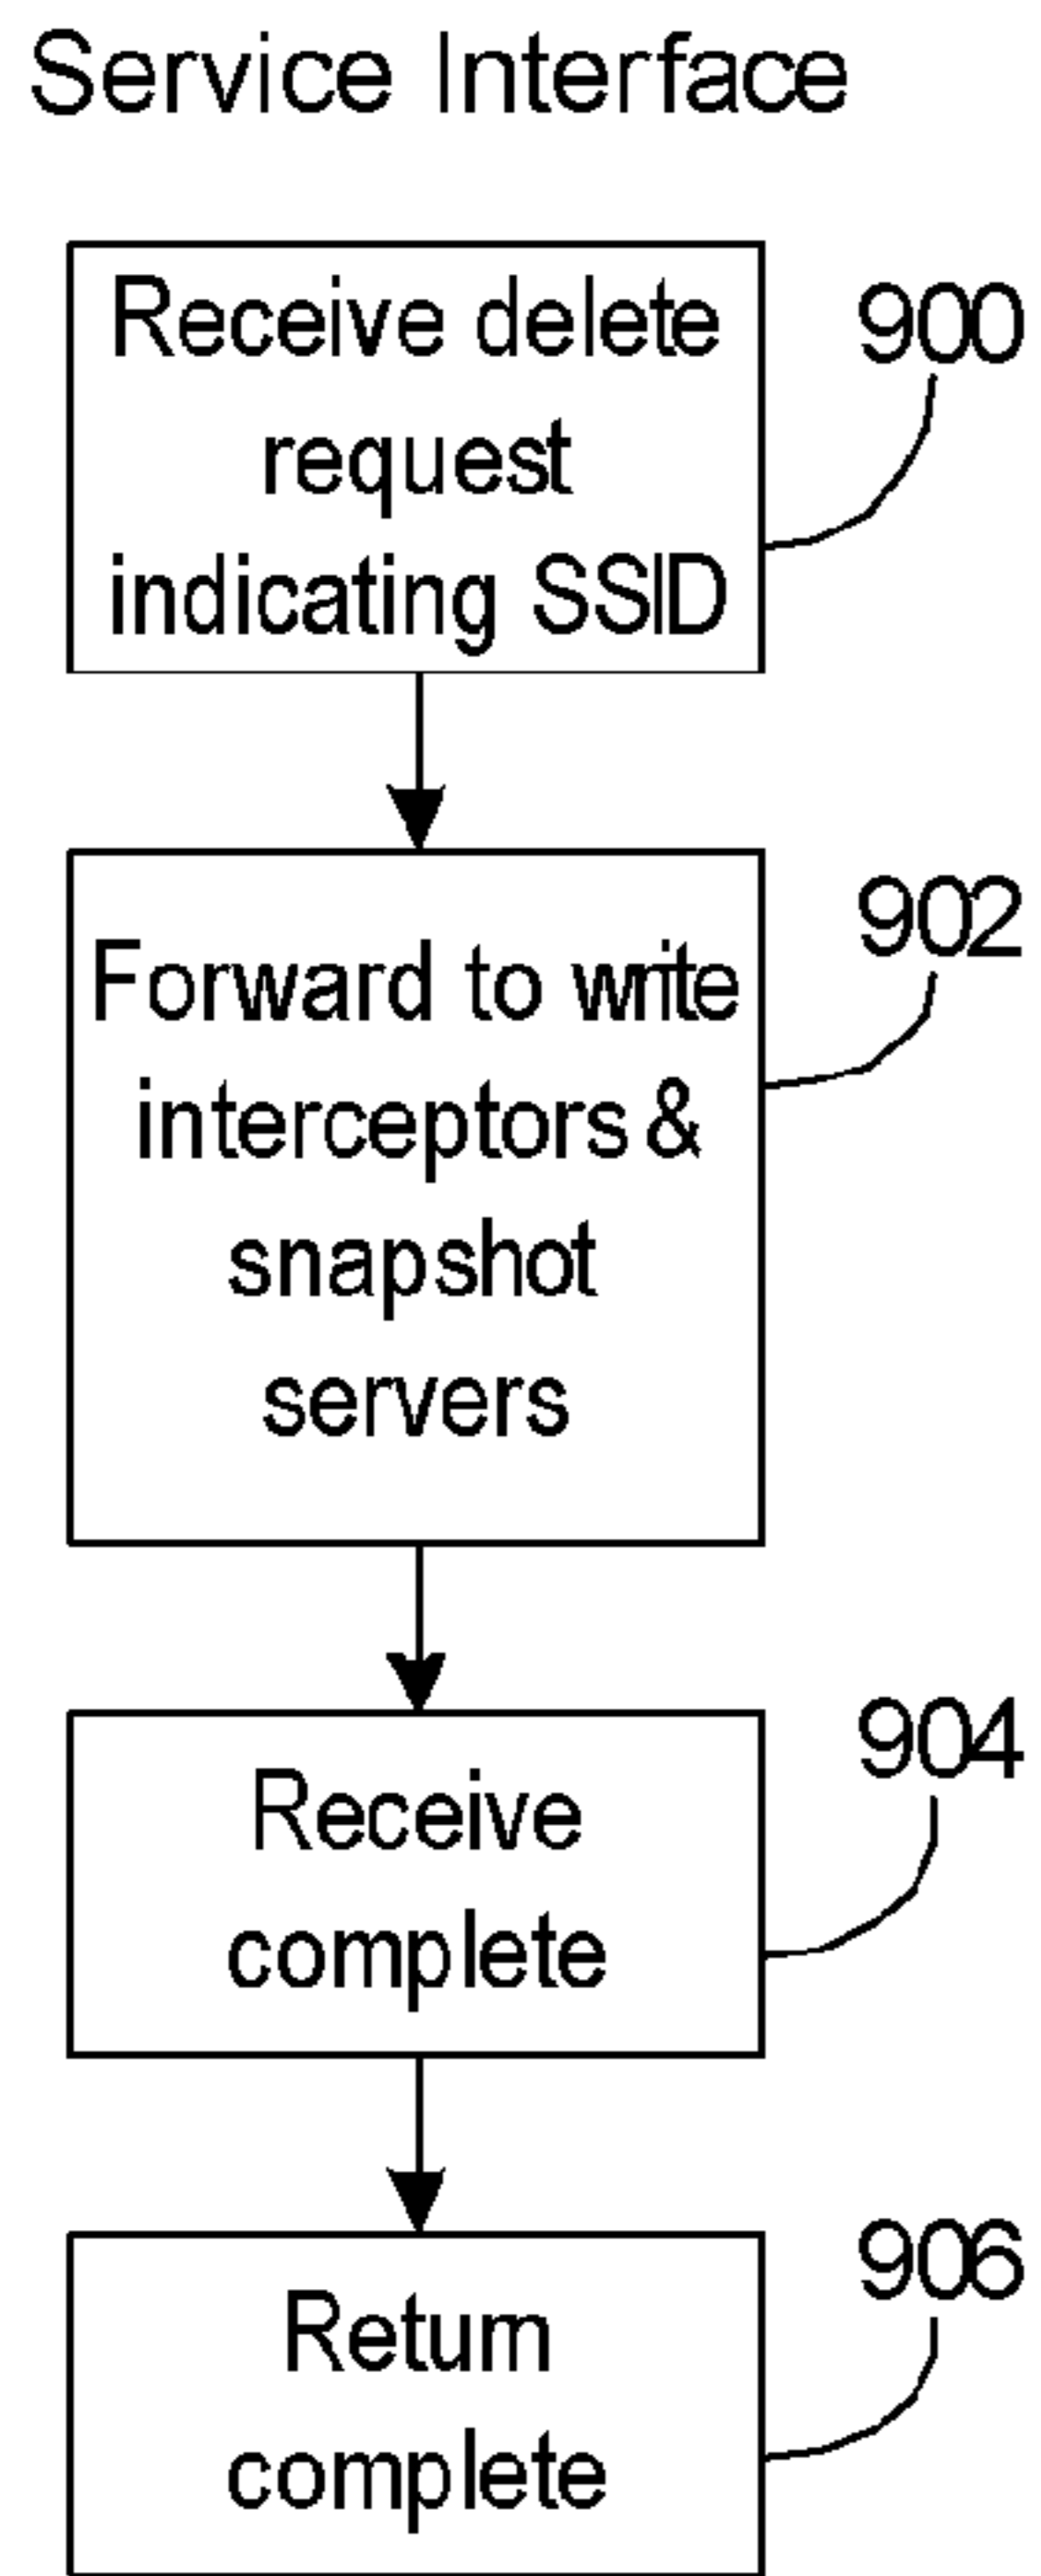 Service Interface
Receive delete
request
indicating SSID
900
Forward to write
interceptors &
snapshot
servers
902
Receive
complete
904
Return
complete
906